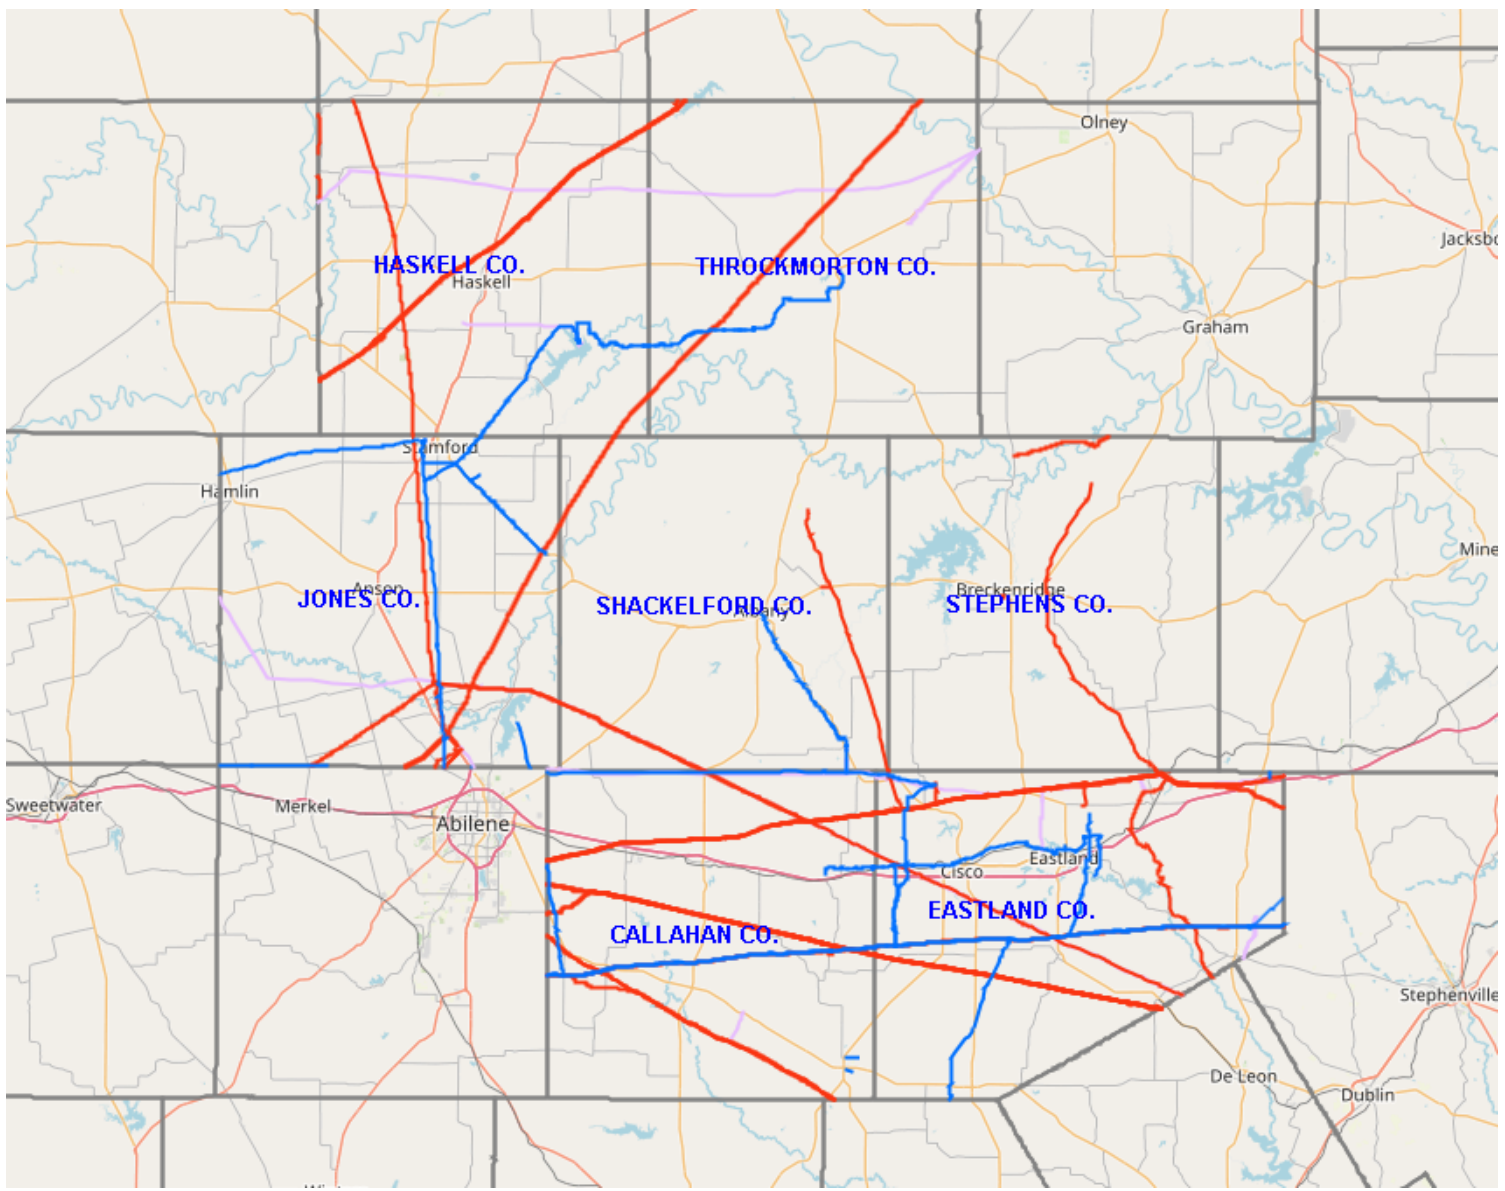 Olney
Jacksbo
HASKELL CO.
THROCKMORTON CO.
Haskell
Graham
Stamford
Hamlin
Mine
Anson
JONES CO.
SHACKELFORD CO.
Albany
Breckenridge
STEPHENS CO.
Sweetwater
Merkel
Abilene
Eastland
Cisco
EASTLAND CO.
CALLAHAN CO.
Stephenville
De Leon
Dublin